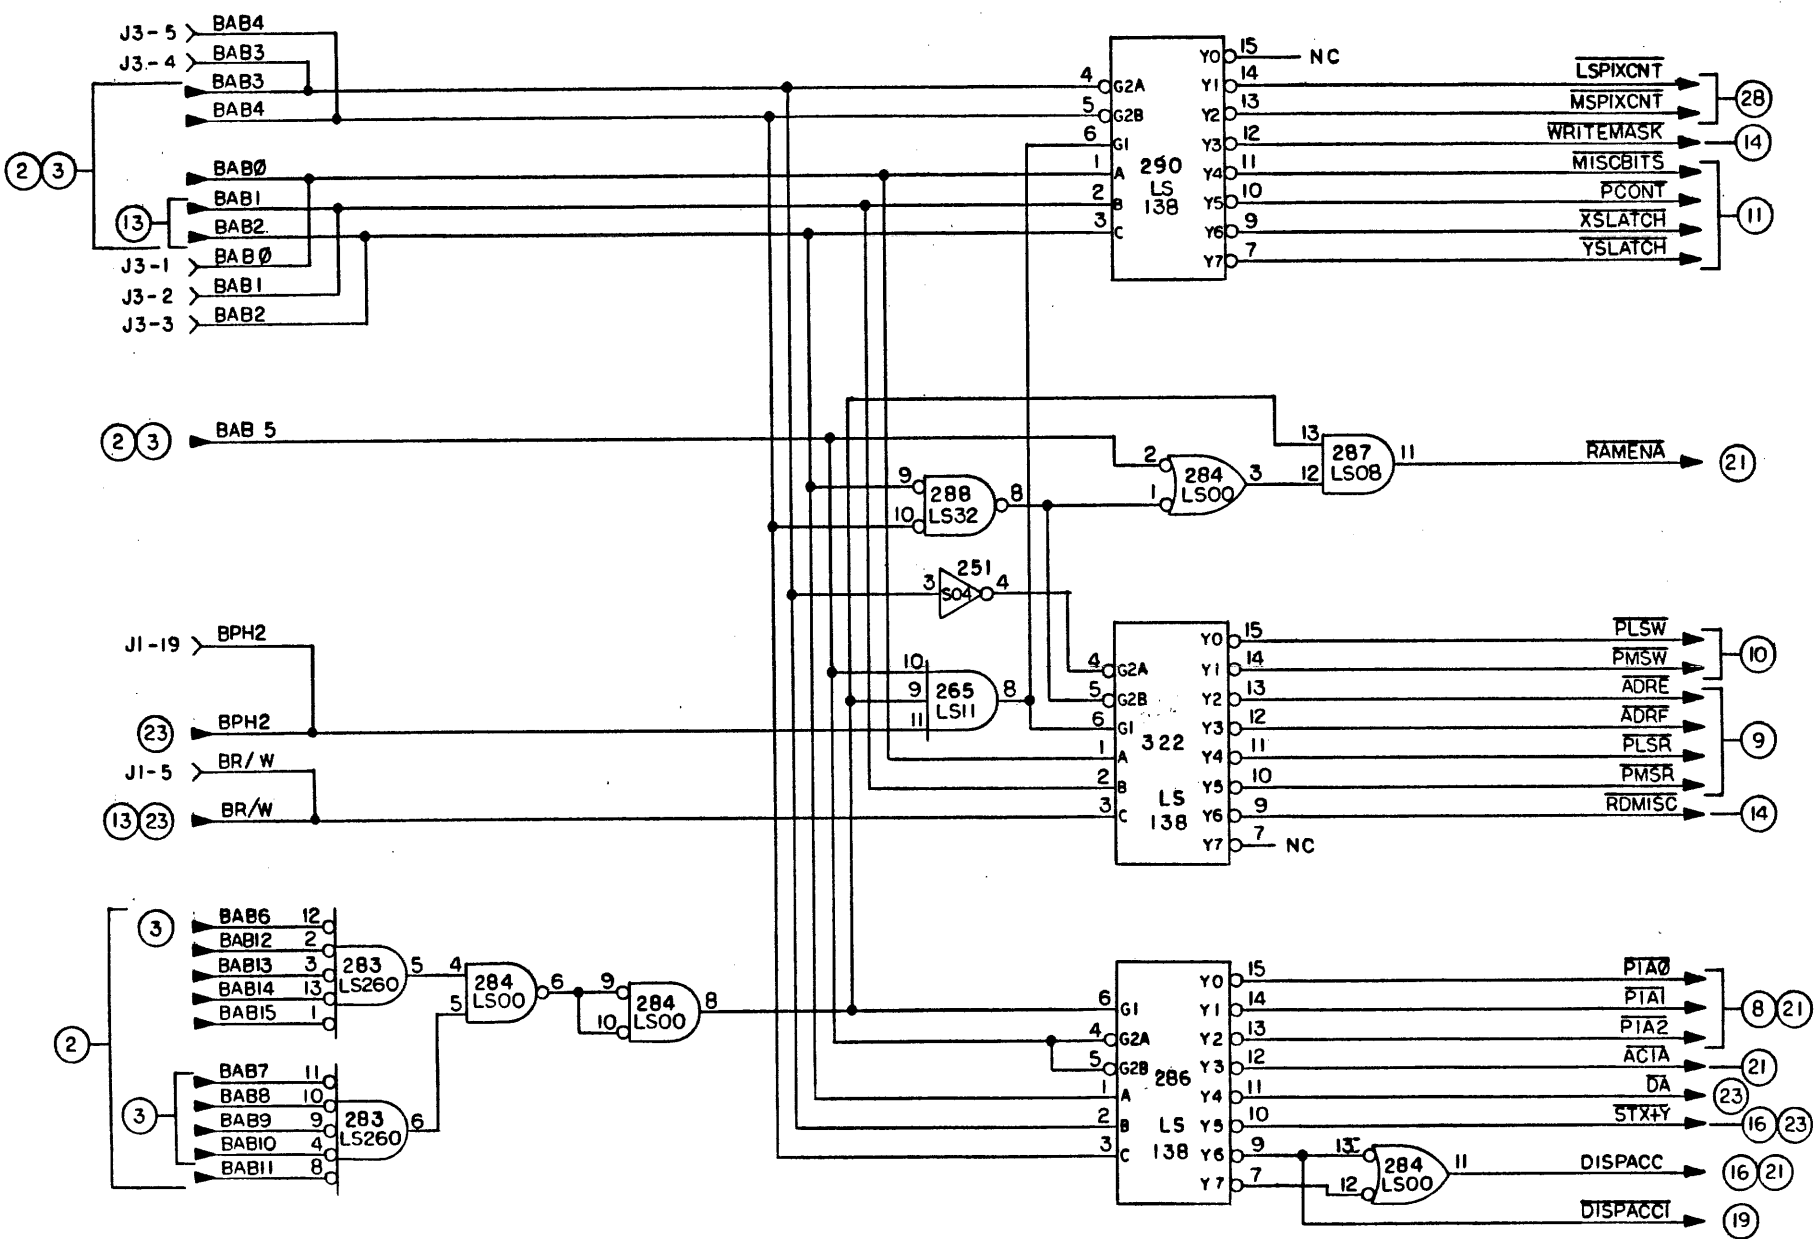 J3-5 BAB4
J3-4 BAB3
BAB3
BAB4
2 3
BABØ
13 BAB1
BAB2
J3-1 BABØ
J3-2 BAB1
J3-3 BAB2
4 G2A
5 G2B
6 G1
1 A
2 B
3 C
290
LS
138
Y0 15 NC
Y1 14 LSPIXCNT
Y2 13 MSPIXCNT
28
Y3 12 WRITEMASK 14
Y4 11 MISCBITS
Y5 10 PCONT
11
Y6 9 XSLATCH
Y7 7 YSLATCH
2 3 BAB 5
9
10
288
LS32
8
2
1
284
LS00
3
13
12
287
LS08
11
RAMENA 21
3 251 4
S04
J1-19 BPH2
23 BPH2
J1-5 BR/W
13 23 BR/W
10
9
11
265
LS11
8
4 G2A
5 G2B
6 G1
1 A
2 B
3 C
322
LS
138
Y0 15 PLSW
Y1 14 PMSW
10
Y2 13 ADRE
Y3 12 ADRF
9
Y4 11 PLSR
Y5 10 PMSR
Y6 9 RDMISC 14
Y7 7 NC
3 BAB6 12
BAB12 2
BAB13 3
BAB14 13
BAB15 1
283
LS260
5
2
BAB7 11
BAB8 10
3 BAB9 9
BAB10 4
BAB11 8
283
LS260
6
4
5
284
LS00
6
9
10
284
LS00
8
6 G1
4 G2A
5 G2B
1 A
2 B
3 C
286
LS
138
Y0 15 PIAØ
Y1 14 PIA1
8 21
Y2 13 PIA2
Y3 12 ACIA 21
Y4 11 DA 23
Y5 10 STX+Y 16 23
Y6 9
Y7 7
13
12
284
LS00
11
DISPACC 16 21
DISPACCI 19